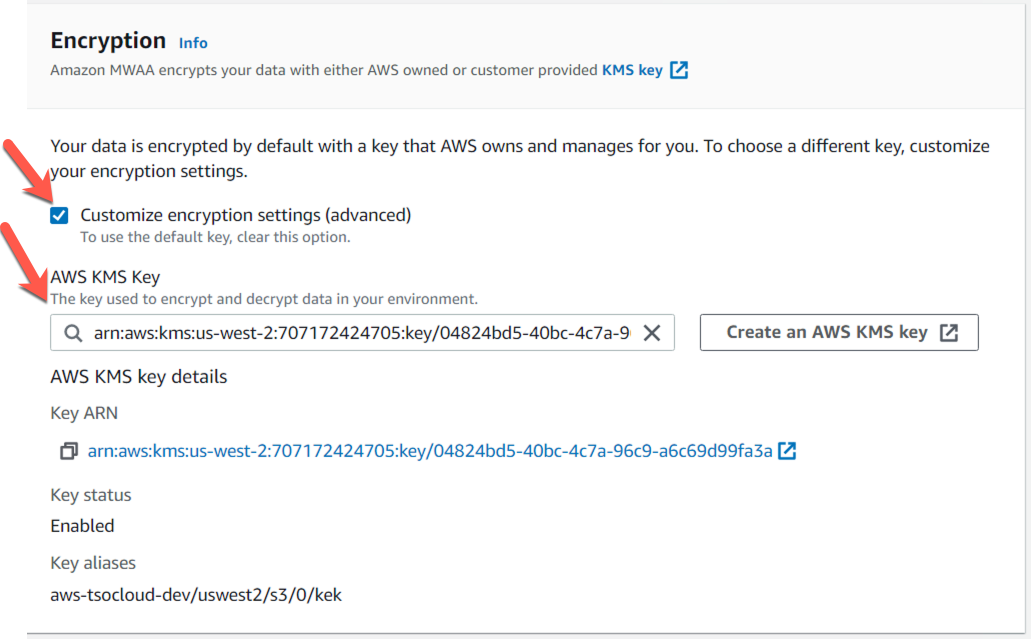 Encryption Info
Amazon MWAA encrypts your data with either AWS owned or customer provided KMS key
Your data is encrypted by default with a key that AWS owns and manages for you. To choose a different key, customize
your encryption settings.
Customize encryption settings (advanced)
To use the default key, clear this option.
AWS KMS Key
The key used to encrypt and decrypt data in your environment.
arn:aws:kms:us-west-2:707172424705:key/04824bd5-40bc-4c7a-9
Create an AWS KMS key
AWS KMS key details
Key ARN
arn:aws:kms:us-west-2:707172424705:key/04824bd5-40bc-4c7a-96c9-a6c69d99fa3a
Key status
Enabled
Key aliases
aws-tsocloud-dev/uswest2/s3/0/kek